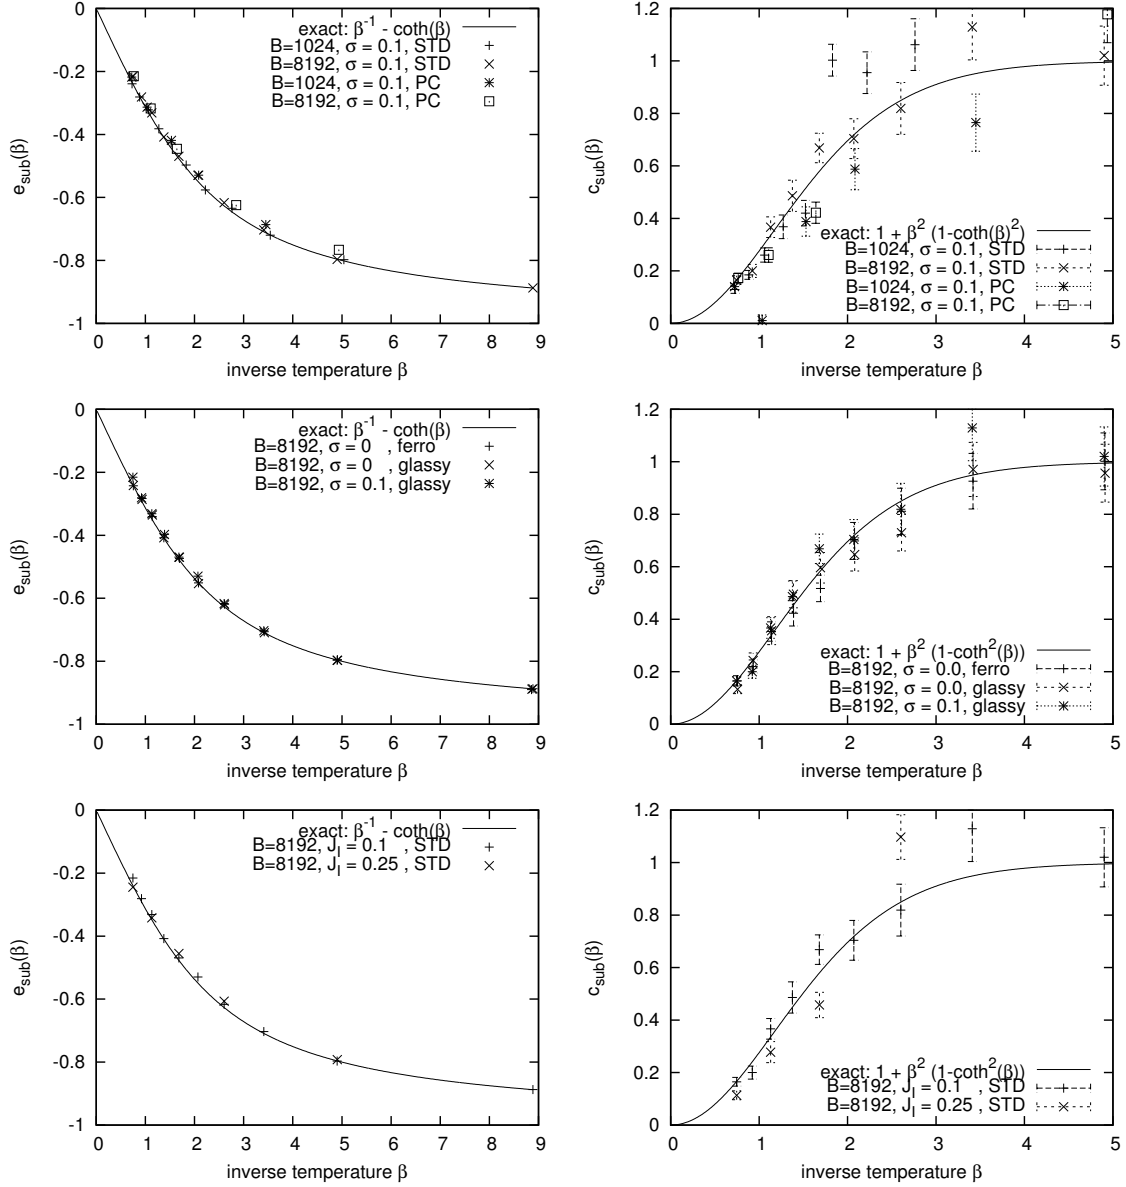 0
-0.2
-0.4
-0.6
-0.8
-1
e_sub(β)
0 1 2 3 4 5 6 7 8 9
inverse temperature β
exact: β^-1 - coth(β)
B=1024, σ = 0.1, STD
B=8192, σ = 0.1, STD
B=1024, σ = 0.1, PC
B=8192, σ = 0.1, PC
1.2
1
0.8
0.6
0.4
0.2
0
c_sub(β)
0 1 2 3 4 5
inverse temperature β
exact: 1 + β^2 (1-coth(β)^2)
B=1024, σ = 0.1, STD
B=8192, σ = 0.1, STD
B=1024, σ = 0.1, PC
B=8192, σ = 0.1, PC
0
-0.2
-0.4
-0.6
-0.8
-1
e_sub(β)
0 1 2 3 4 5 6 7 8 9
inverse temperature β
exact: β^-1 - coth(β)
B=8192, σ = 0 , ferro
B=8192, σ = 0 , glassy
B=8192, σ = 0.1, glassy
1.2
1
0.8
0.6
0.4
0.2
0
c_sub(β)
0 1 2 3 4 5
inverse temperature β
exact: 1 + β^2 (1-coth^2(β))
B=8192, σ = 0.0, ferro
B=8192, σ = 0.0, glassy
B=8192, σ = 0.1, glassy
0
-0.2
-0.4
-0.6
-0.8
-1
e_sub(β)
0 1 2 3 4 5 6 7 8 9
inverse temperature β
exact: β^-1 - coth(β)
B=8192, J_l = 0.1 , STD
B=8192, J_l = 0.25 , STD
1.2
1
0.8
0.6
0.4
0.2
0
c_sub(β)
0 1 2 3 4 5
inverse temperature β
exact: 1 + β^2 (1-coth^2(β))
B=8192, J_l = 0.1 , STD
B=8192, J_l = 0.25 , STD